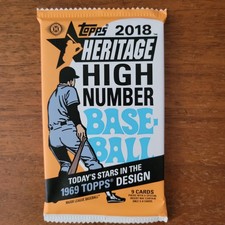 Topps 2018
HERITAGE
HIGH
NUMBER
BASE-
BALL
TODAY'S STARS IN THE
1969 TOPPS® DESIGN
9 CARDS